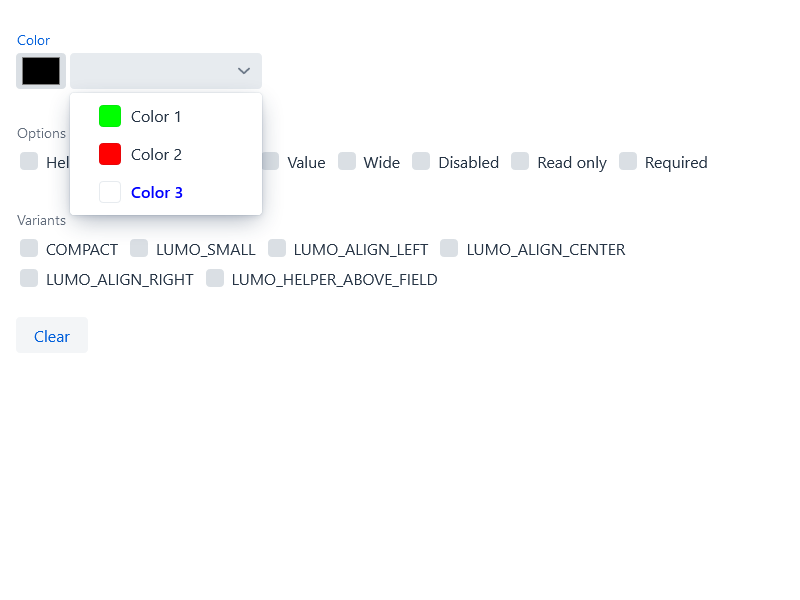 Color
Color 1
Options
Color 2
Hel Value Wide Disabled Read only Required
Color 3
Variants
COMPACT LUMO_SMALL LUMO_ALIGN_LEFT LUMO_ALIGN_CENTER
LUMO_ALIGN_RIGHT LUMO_HELPER_ABOVE_FIELD
Clear